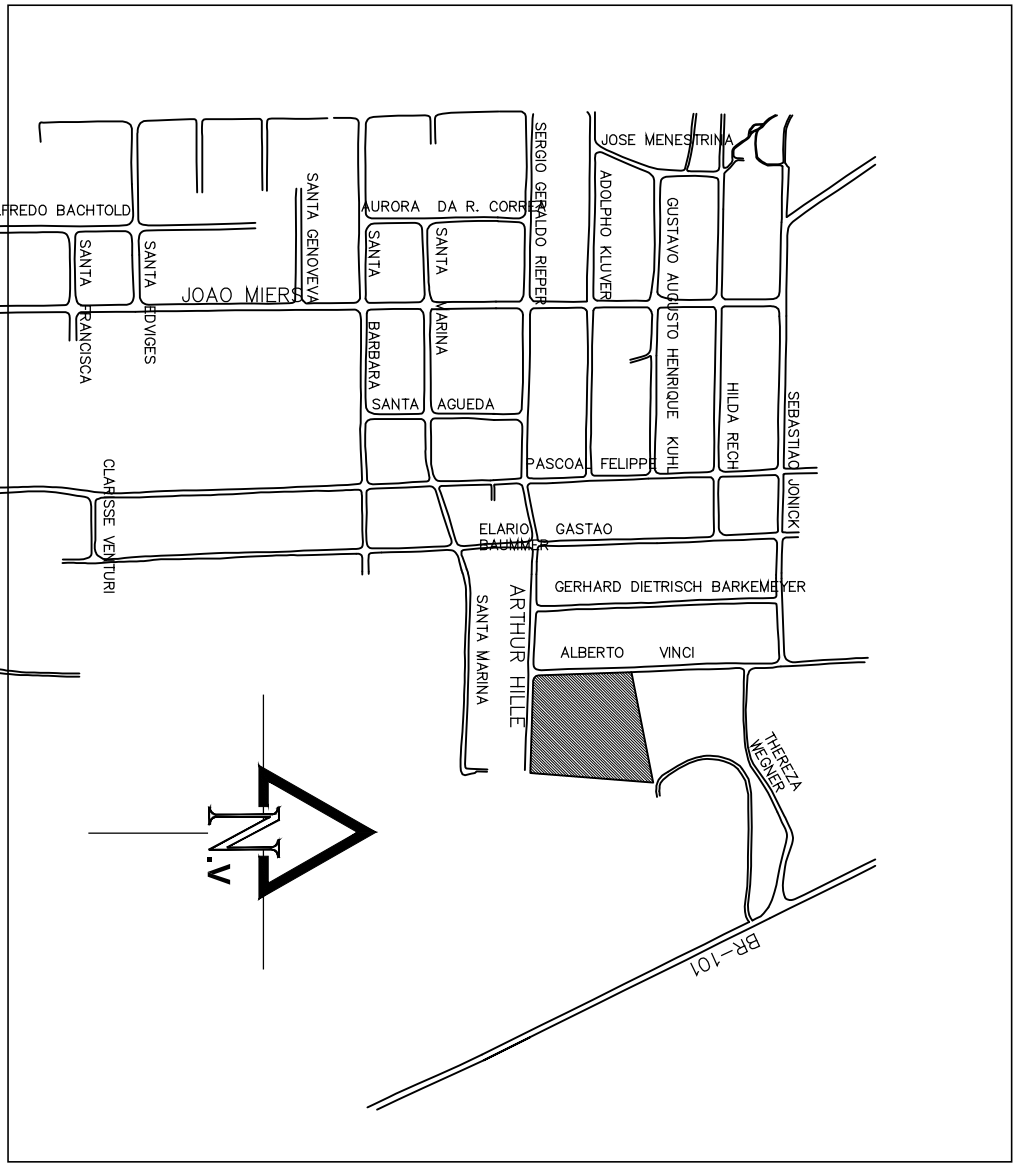 JOSE MENESTRINA
SERGIO GERALDO RIEPER
ADOLPHO KLUVER
SANTA GENOVEVA
GUSTAVO AUGUSTO HENRIQUE KUHL
FREDO BACHTOLD
AURORA DA R. CORREA
SANTA FRANCISCA
SANTA EDVIGES
SANTA BARBARA
SANTA MARINA
JOAO MIERS
HILDA RECH
SEBASTIAO JONICK
SANTA AGUEDA
CLARISSE VENTURI
PASCOAL FELIPPE
ELARIO GASTAO
BAUMMER
GERHARD DIETRISCH BARKEMEYER
SANTA MARINA
ARTHUR HILLE
ALBERTO VINCI
THEREZA
WEGNER
N.V
BR-101